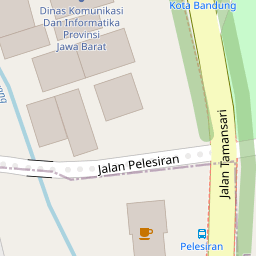 Dinas Komunikasi
Dan Informatika
Provinsi
Jawa Barat
Kota Bandung
Jalan Pelesiran
Jalan Tamansari
Pelesiran